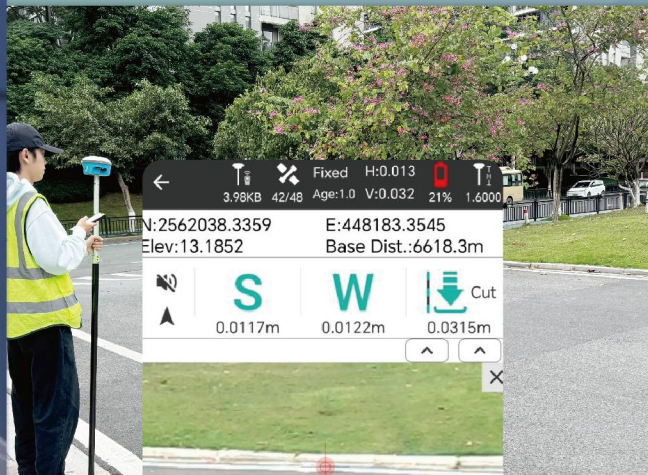 Fixed H:0.013
3.98KB 42/48 Age:1.0 V:0.032 21% 1.6000
N:2562038.3359 E:448183.3545
Elev:13.1852 Base Dist.:6618.3m
S W Cut
0.0117m 0.0122m 0.0315m